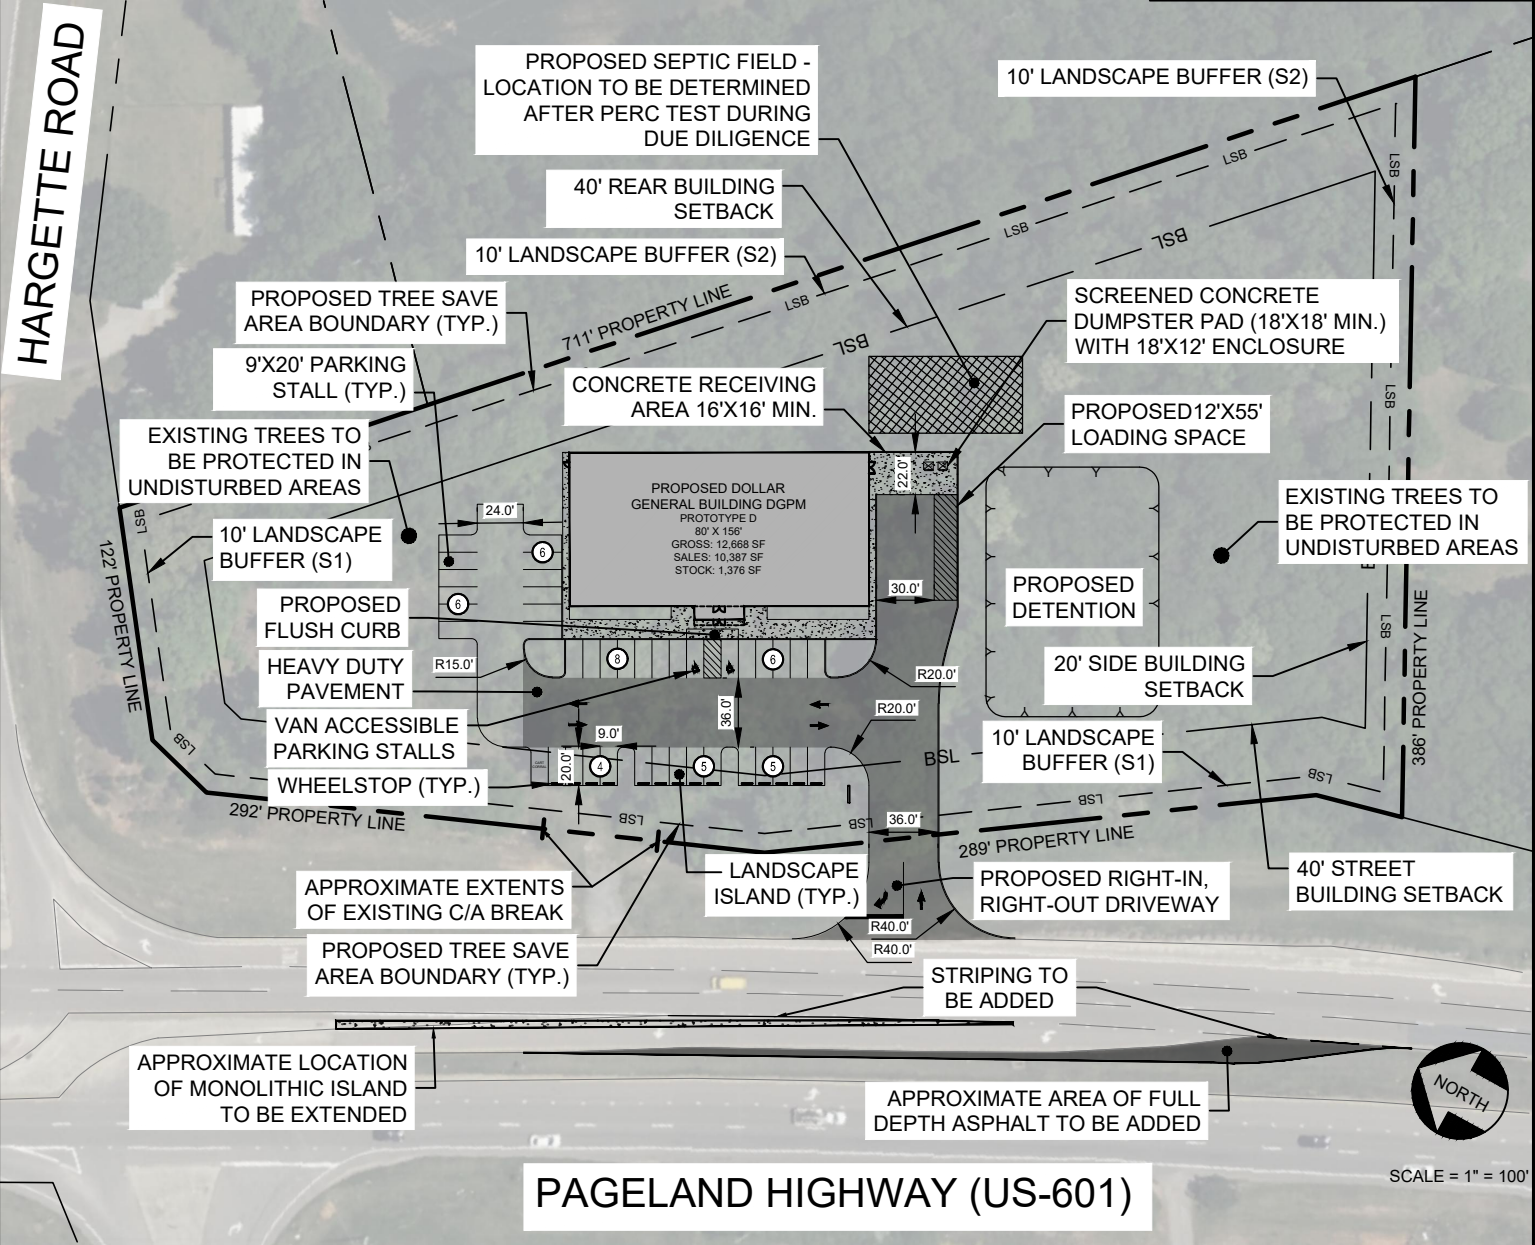 HARGETTE ROAD
PROPOSED SEPTIC FIELD -
LOCATION TO BE DETERMINED
AFTER PERC TEST DURING
DUE DILIGENCE
10' LANDSCAPE BUFFER (S2)
40' REAR BUILDING
SETBACK
10' LANDSCAPE BUFFER (S2)
LSB
LSB
LSB
BSL
711' PROPERTY LINE
LSB
BSL
PROPOSED TREE SAVE
AREA BOUNDARY (TYP.)
SCREENED CONCRETE
DUMPSTER PAD (18'X18' MIN.)
WITH 18'X12' ENCLOSURE
9'X20' PARKING
STALL (TYP.)
CONCRETE RECEIVING
AREA 16'X16' MIN.
LSB
PROPOSED12'X55'
LOADING SPACE
EXISTING TREES TO
BE PROTECTED IN
UNDISTURBED AREAS
22.0'
PROPOSED DOLLAR
GENERAL BUILDING DGPM
PROTOTYPE D
80' X 156'
GROSS: 12,668 SF
SALES: 10,387 SF
STOCK: 1,376 SF
EXISTING TREES TO
BE PROTECTED IN
UNDISTURBED AREAS
LSB
24.0'
10' LANDSCAPE
BUFFER (S1)
6
6
122' PROPERTY LINE
30.0'
PROPOSED
DETENTION
PROPOSED
FLUSH CURB
LSB
386' PROPERTY LINE
R15.0'
8
6
R20.0'
20' SIDE BUILDING
SETBACK
HEAVY DUTY
PAVEMENT
VAN ACCESSIBLE
PARKING STALLS
36.0'
R20.0'
9.0'
LSB
10' LANDSCAPE
BUFFER (S1)
BSL
20.0'
4
5
5
WHEELSTOP (TYP.)
LSB
292' PROPERTY LINE
LSB
LSB
36.0'
LSB
289' PROPERTY LINE
LANDSCAPE
ISLAND (TYP.)
PROPOSED RIGHT-IN,
RIGHT-OUT DRIVEWAY
40' STREET
BUILDING SETBACK
APPROXIMATE EXTENTS
OF EXISTING C/A BREAK
R40.0'
R40.0'
PROPOSED TREE SAVE
AREA BOUNDARY (TYP.)
STRIPING TO
BE ADDED
APPROXIMATE LOCATION
OF MONOLITHIC ISLAND
TO BE EXTENDED
APPROXIMATE AREA OF FULL
DEPTH ASPHALT TO BE ADDED
NORTH
SCALE = 1" = 100'
PAGELAND HIGHWAY (US-601)